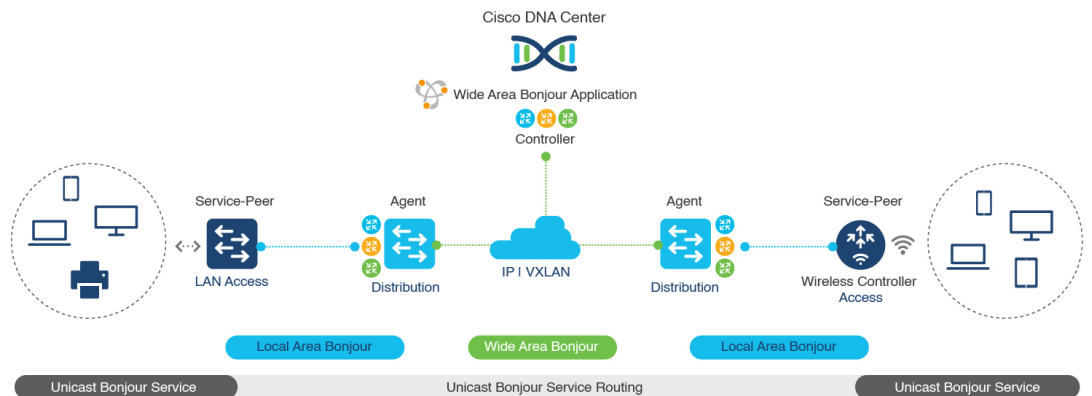 Cisco DNA Center
Wide Area Bonjour Application
Controller
Service-Peer
Agent
Agent
Service-Peer
LAN Access
Distribution
IP | VXLAN
Distribution
Wireless Controller
Access
Local Area Bonjour
Wide Area Bonjour
Local Area Bonjour
Unicast Bonjour Service
Unicast Bonjour Service Routing
Unicast Bonjour Service